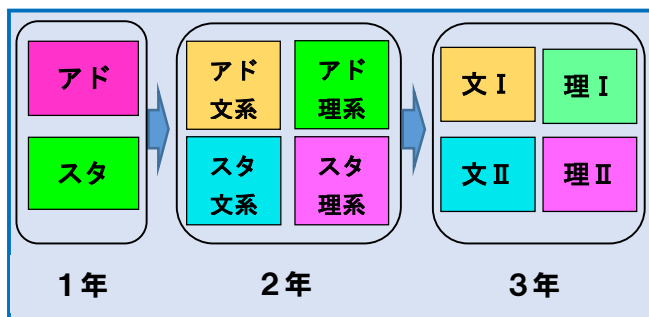 アド
スタ
アド
文系
アド
理系
スタ
文系
スタ
理系
文Ⅰ
理Ⅰ
文Ⅱ
理Ⅱ
1年
2年
3年